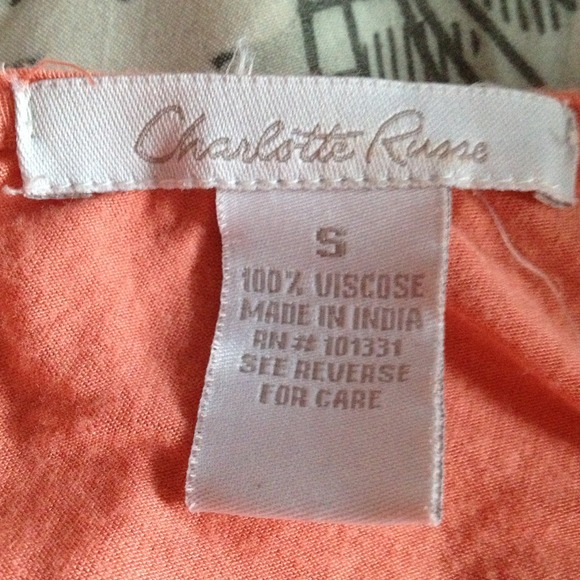 Charlotte Russe
S
100% VISCOSE
MADE IN INDIA
RN# 101331
SEE REVERSE
FOR CARE